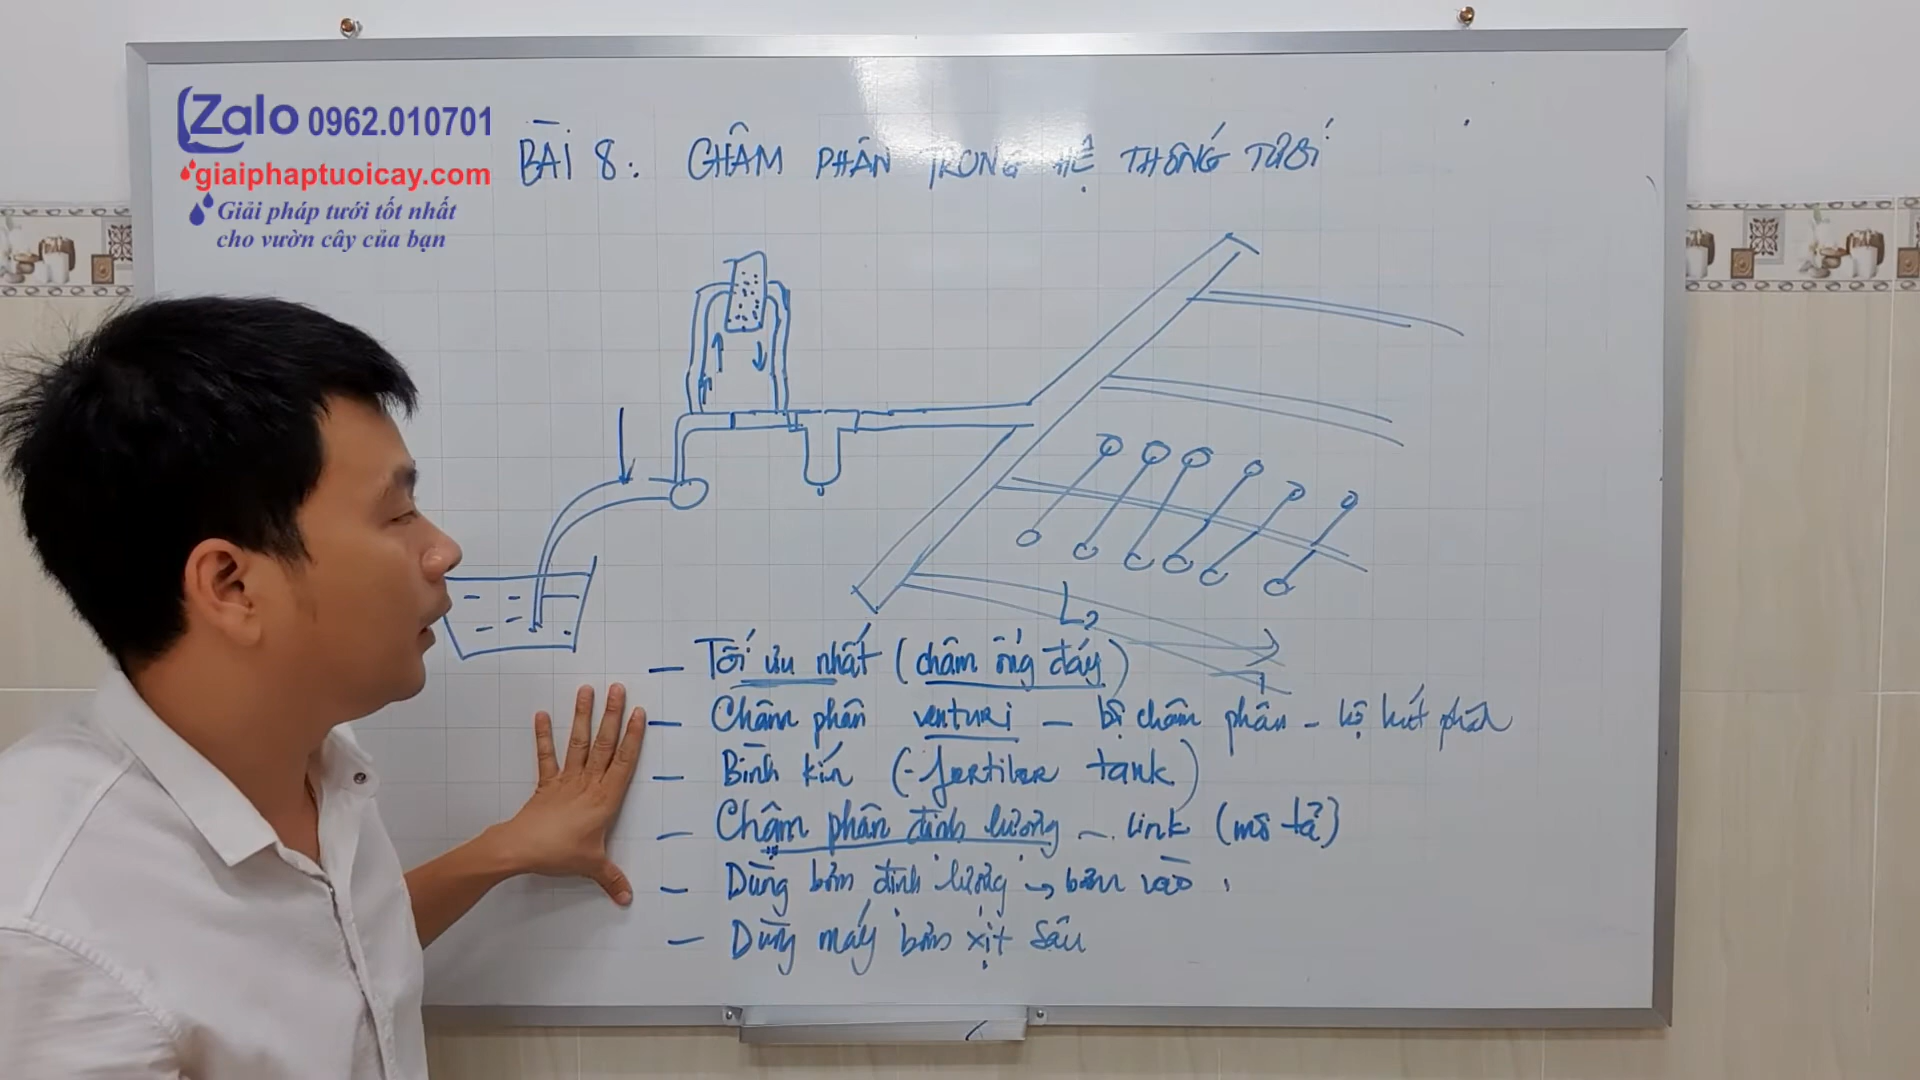 Zalo 0962.010701
giaiphaptuoicay.com
Giải pháp tưới tốt nhất
cho vườn cây của bạn
BÀI 8: CHÂM PHÂN TRONG HỆ THỐNG TƯỚI
L2
- Tối ưu nhất (châm ống đáy)
- Châm phân venturi - bộ châm phân - bộ hút phân
- Bình kín (- fertiler tank)
- Châm phân định lượng - link (mô tả)
- Dùng bơm định lượng → bơm vào
- Dùng máy bơm xịt sâu